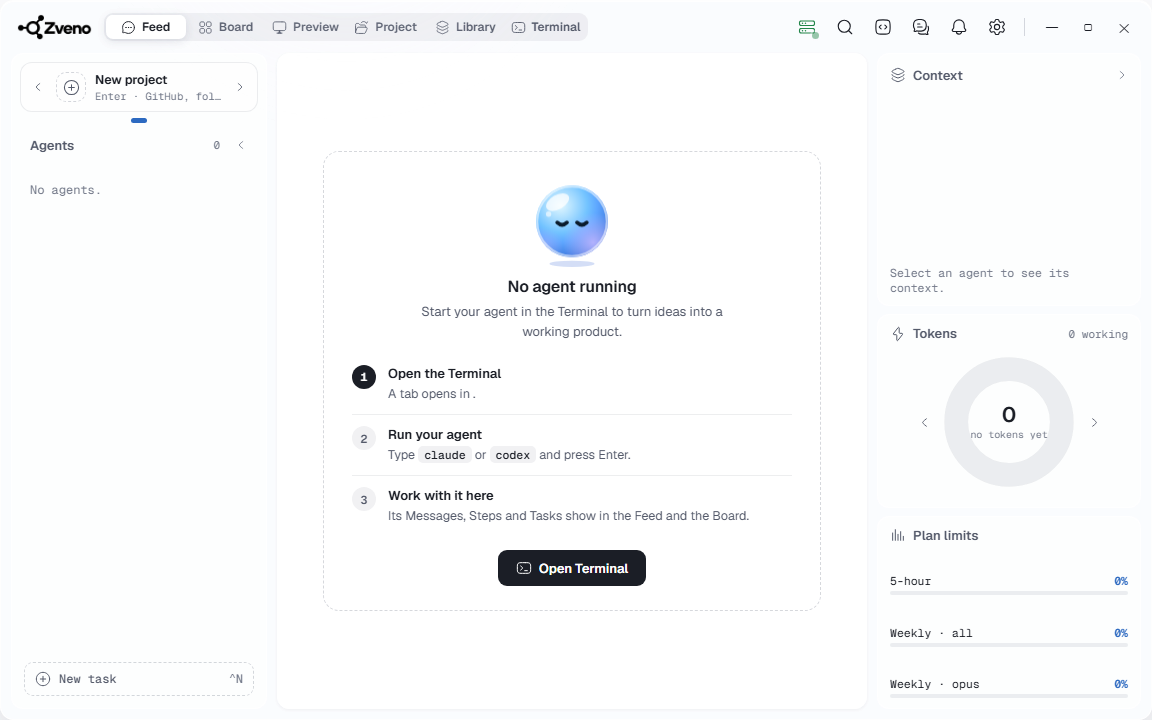 Zveno
Feed
Board
Preview
Project
Library
Terminal
New project
Enter · GitHub, fol…
Agents
0
No agents.
New task
^N
No agent running
Start your agent in the Terminal to turn ideas into a
working product.
1
Open the Terminal
A tab opens in .
2
Run your agent
Type claude or codex and press Enter.
3
Work with it here
Its Messages, Steps and Tasks show in the Feed and the Board.
Open Terminal
Context
Select an agent to see its
context.
Tokens
0 working
0
no tokens yet
Plan limits
5-hour
0%
Weekly · all
0%
Weekly · opus
0%